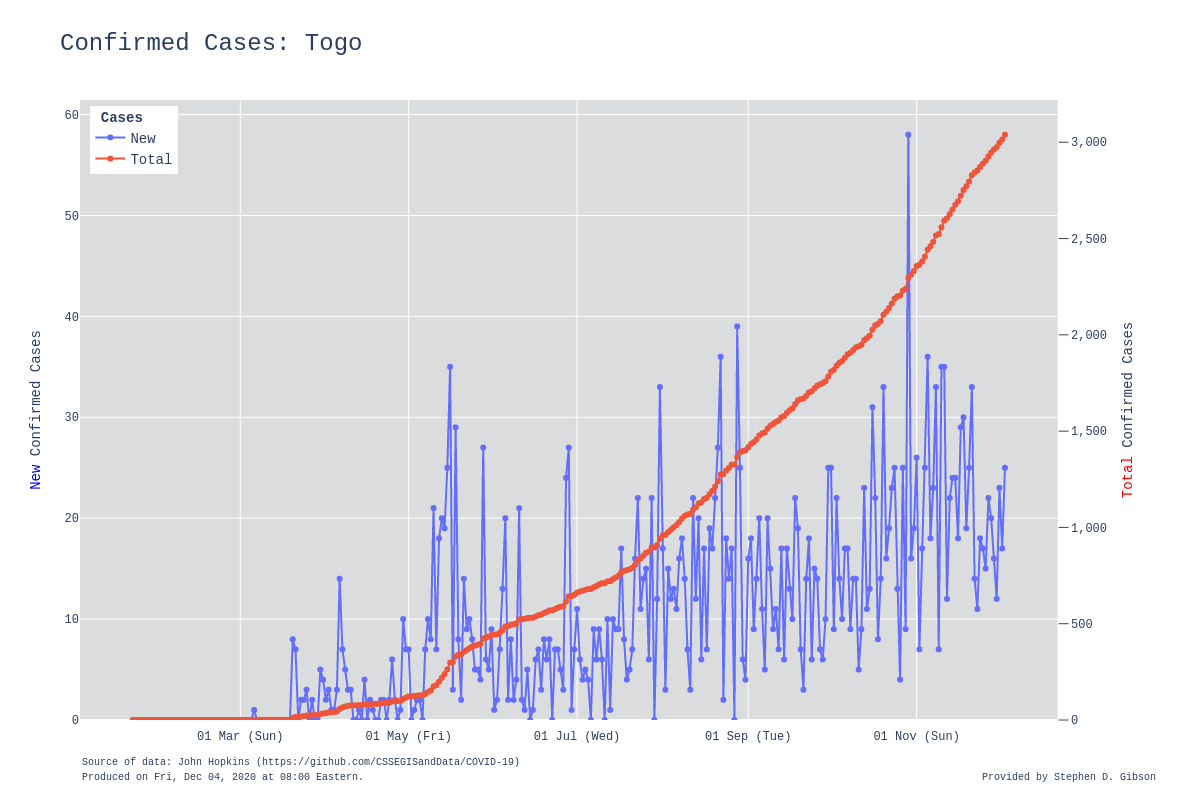 Confirmed Cases: Togo
Cases
New
Total
60
50
40
30
20
10
0
3,000
2,500
2,000
1,500
1,000
500
0
New Confirmed Cases
Total Confirmed Cases
01 Mar (Sun)
01 May (Fri)
01 Jul (Wed)
01 Sep (Tue)
01 Nov (Sun)
Source of data: John Hopkins (https://github.com/CSSEGISandData/COVID-19)
Produced on Fri, Dec 04, 2020 at 08:00 Eastern.
Provided by Stephen D. Gibson